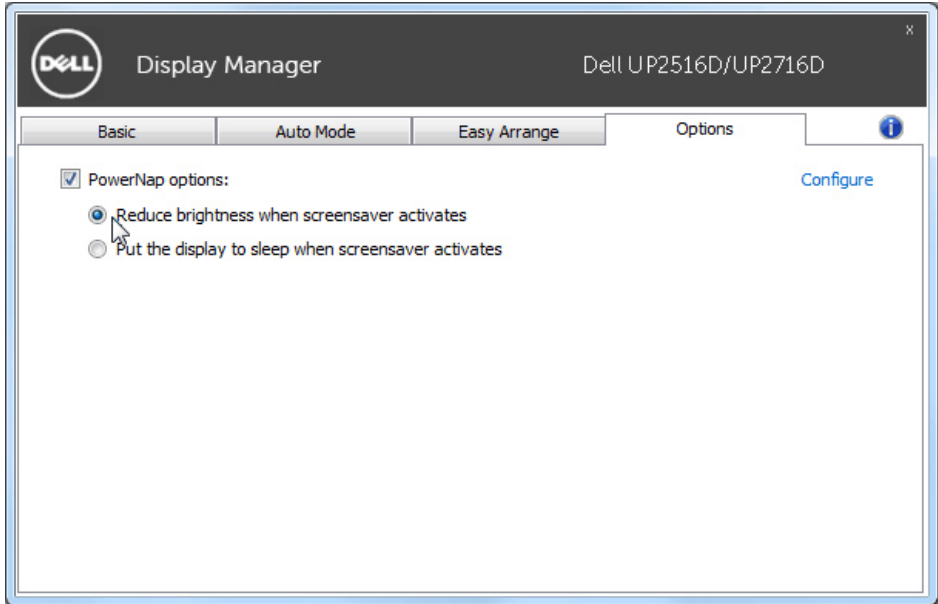 x
DELL
Display Manager
Dell UP2516D/UP2716D
Basic
Auto Mode
Easy Arrange
Options
i
PowerNap options:
Configure
Reduce brightness when screensaver activates
Put the display to sleep when screensaver activates